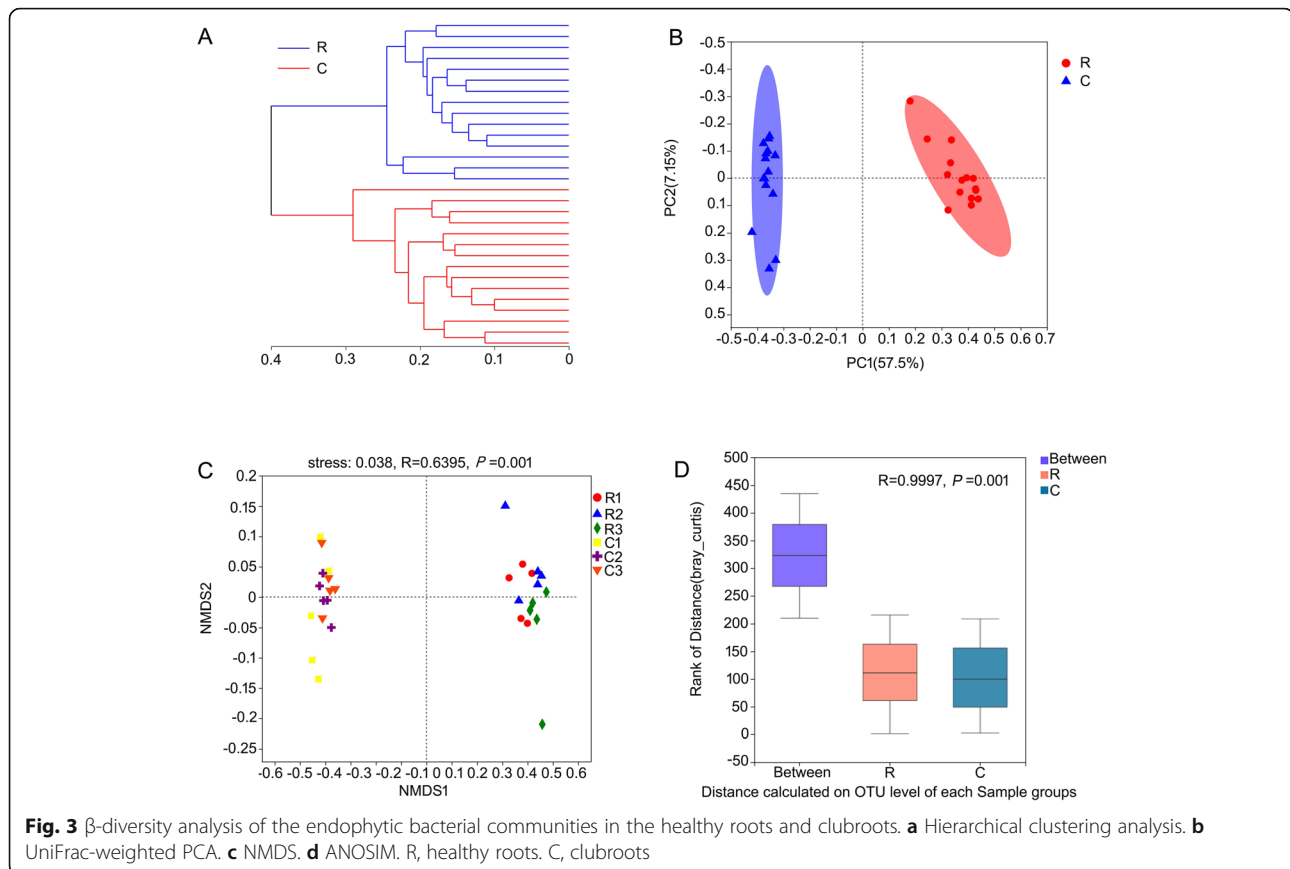 A
R
C
0.4 0.3 0.2 0.1 0
B
R
C
-0.5
-0.4
-0.3
-0.2
-0.1
0
0.1
0.2
0.3
0.4
0.5
PC2(7.15%)
-0.5 -0.4 -0.3 -0.2 -0.1 0 0.1 0.2 0.3 0.4 0.5 0.6 0.7
PC1(57.5%)
C
stress: 0.038, R=0.6395, P=0.001
R1
R2
R3
C1
C2
C3
0.2
0.15
0.1
0.05
0
-0.05
-0.1
-0.15
-0.2
-0.25
NMDS2
-0.6 -0.5 -0.4 -0.3 -0.2 -0.1 0 0.1 0.2 0.3 0.4 0.5 0.6
NMDS1
D
R=0.9997, P=0.001
Between
R
C
500
450
400
350
300
250
200
150
100
50
0
-50
Rank of Distance(bray_curtis)
Between R C
Distance calculated on OTU level of each Sample groups
Fig. 3 β-diversity analysis of the endophytic bacterial communities in the healthy roots and clubroots. a Hierarchical clustering analysis. b
UniFrac-weighted PCA. c NMDS. d ANOSIM. R, healthy roots. C, clubroots